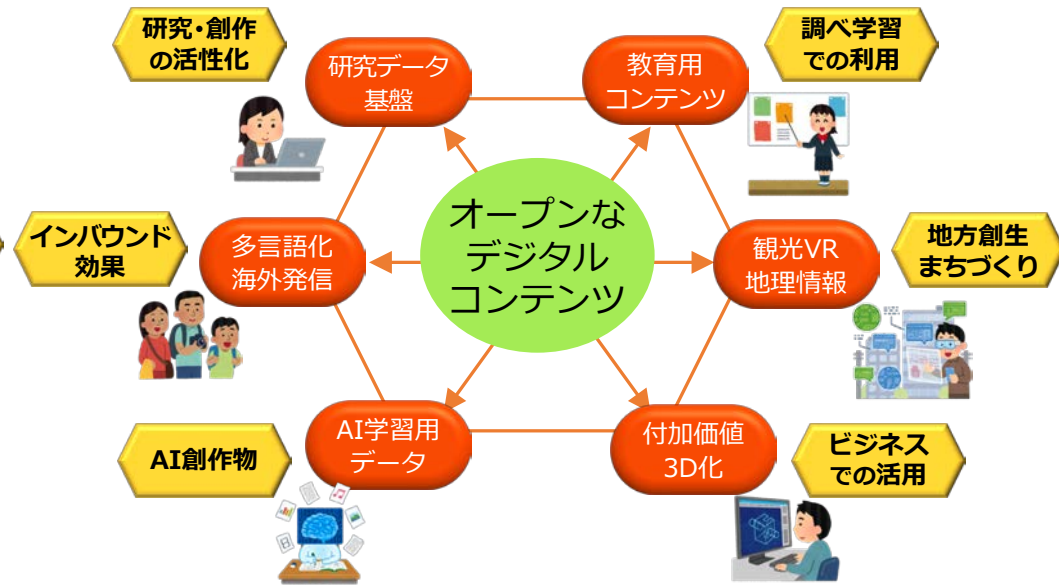 研究・創作
の活性化
研究データ
基盤
教育用
コンテンツ
調べ学習
での利用
インバウンド
効果
多言語化
海外発信
オープンな
デジタル
コンテンツ
観光VR
地理情報
地方創生
まちづくり
AI創作物
AI学習用
データ
付加価値
3D化
ビジネス
での活用